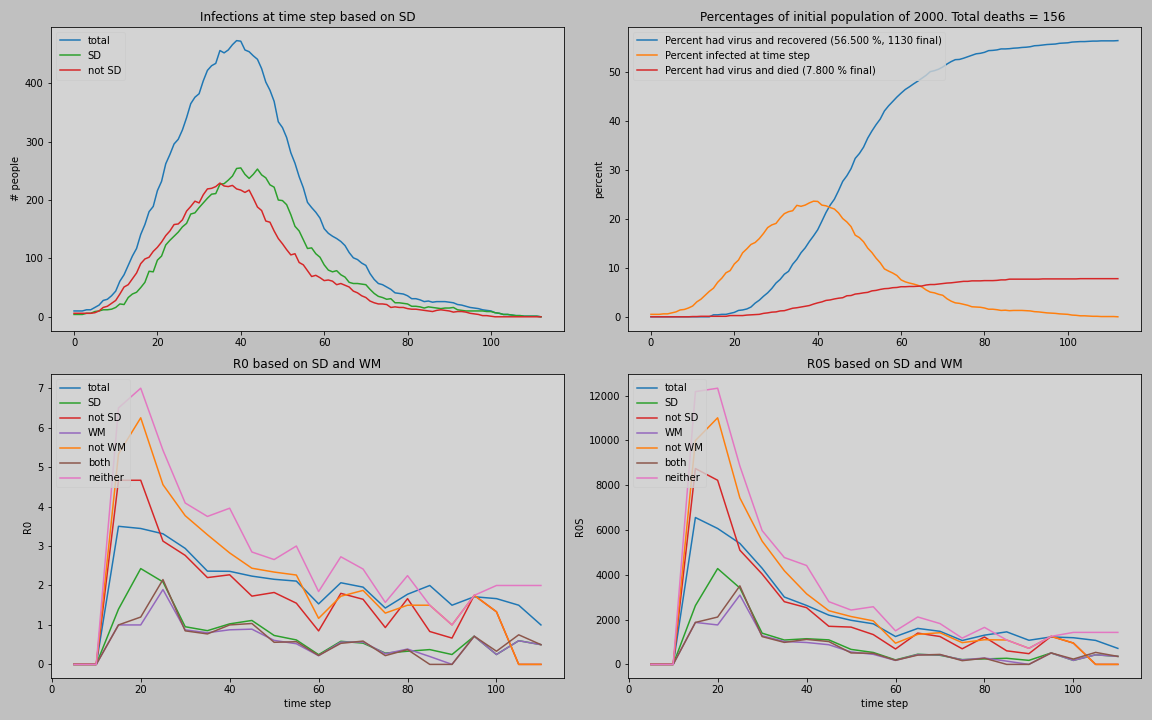 Infections at time step based on SD
total
SD
not SD
# people
400
300
200
100
0
0 20 40 60 80 100
Percentages of initial population of 2000. Total deaths = 156
Percent had virus and recovered (56.500 %, 1130 final)
Percent infected at time step
Percent had virus and died (7.800 % final)
percent
50
40
30
20
10
0
0 20 40 60 80 100
R0 based on SD and WM
total
SD
not SD
WM
not WM
both
neither
R0
7
6
5
4
3
2
1
0
0 20 40 60 80 100
time step
R0S based on SD and WM
total
SD
not SD
WM
not WM
both
neither
R0S
12000
10000
8000
6000
4000
2000
0
0 20 40 60 80 100
time step